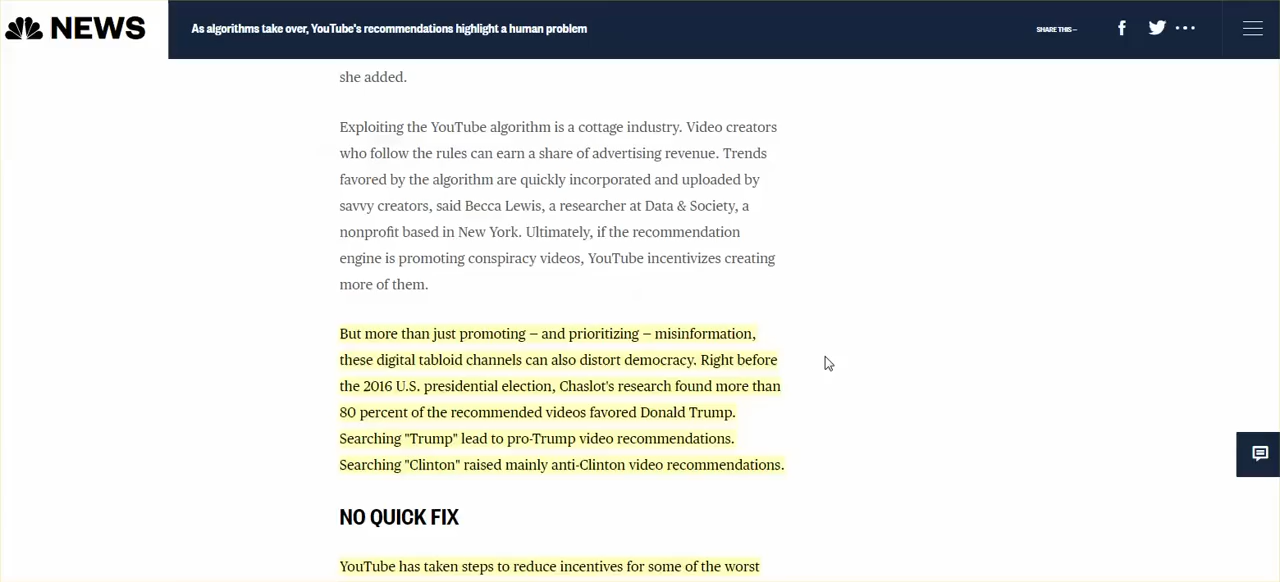 NEWS
As algorithms take over, YouTube's recommendations highlight a human problem
SHARE THIS —
she added.
Exploiting the YouTube algorithm is a cottage industry. Video creators
who follow the rules can earn a share of advertising revenue. Trends
favored by the algorithm are quickly incorporated and uploaded by
savvy creators, said Becca Lewis, a researcher at Data & Society, a
nonprofit based in New York. Ultimately, if the recommendation
engine is promoting conspiracy videos, YouTube incentivizes creating
more of them.
But more than just promoting — and prioritizing — misinformation,
these digital tabloid channels can also distort democracy. Right before
the 2016 U.S. presidential election, Chaslot's research found more than
80 percent of the recommended videos favored Donald Trump.
Searching "Trump" lead to pro-Trump video recommendations.
Searching "Clinton" raised mainly anti-Clinton video recommendations.
NO QUICK FIX
YouTube has taken steps to reduce incentives for some of the worst